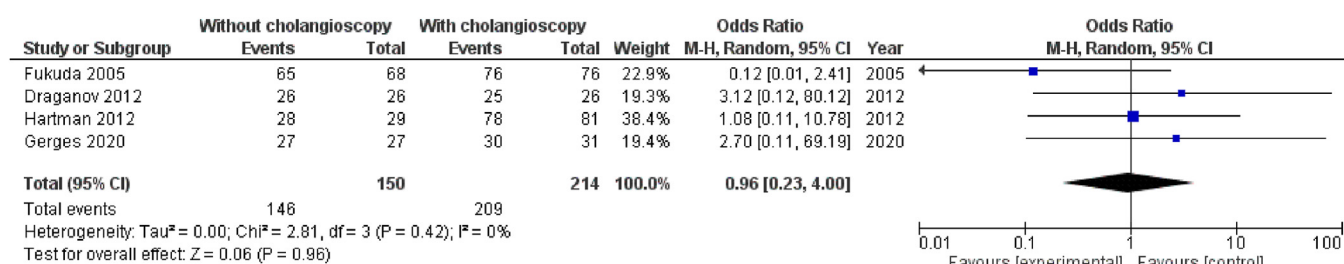 Without cholangioscopy With cholangioscopy Odds Ratio Odds Ratio
Study or Subgroup Events Total Events Total Weight M-H, Random, 95% CI Year M-H, Random, 95% CI
Fukuda 2005 65 68 76 76 22.9% 0.12 [0.01, 2.41] 2005
Draganov 2012 26 26 25 26 19.3% 3.12 [0.12, 80.12] 2012
Hartman 2012 28 29 78 81 38.4% 1.08 [0.11, 10.78] 2012
Gerges 2020 27 27 30 31 19.4% 2.70 [0.11, 69.19] 2020
Total (95% CI) 150 214 100.0% 0.96 [0.23, 4.00]
Total events 146 209
Heterogeneity: Tau² = 0.00; Chi² = 2.81, df = 3 (P = 0.42); I² = 0%
Test for overall effect: Z = 0.06 (P = 0.96)
0.01 0.1 1 10 100
Favours [experimental] Favours [control]